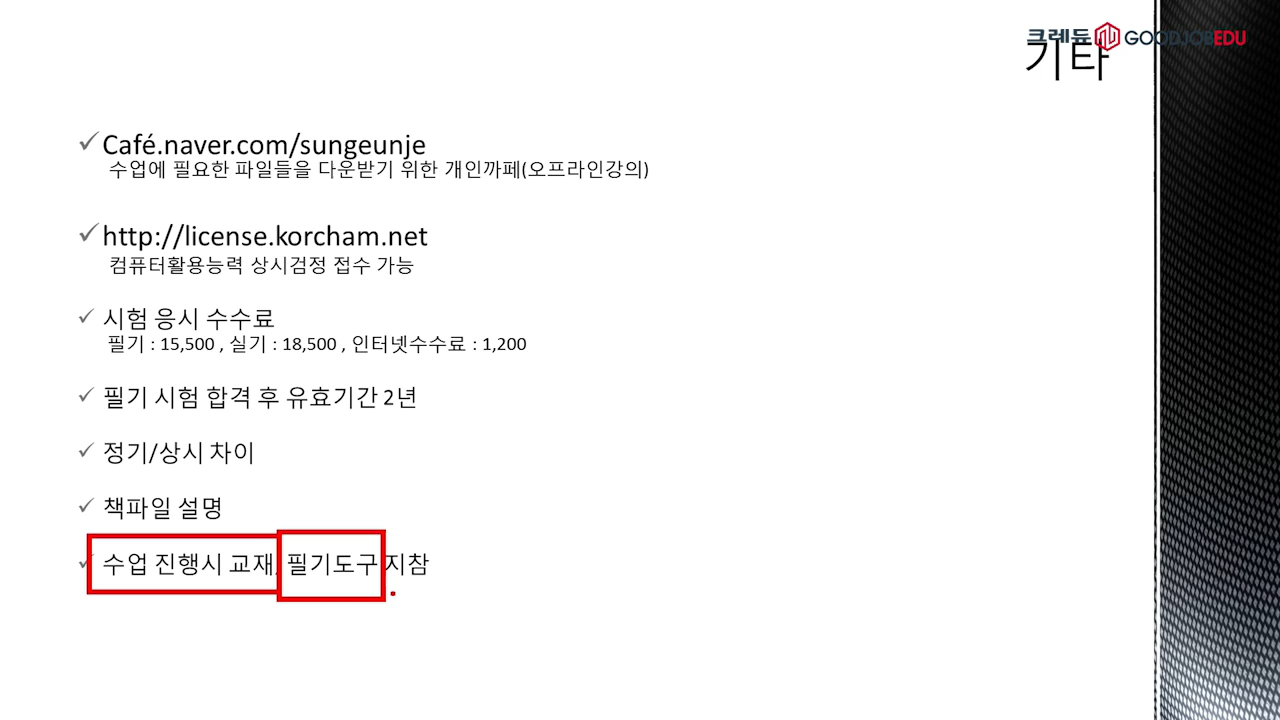 크레듀 GOODJOBEDU
기타
Café.naver.com/sungeunje
수업에 필요한 파일들을 다운받기 위한 개인까페(오프라인강의)
http://license.korcham.net
컴퓨터활용능력 상시검정 접수 가능
시험 응시 수수료
필기 : 15,500 , 실기 : 18,500 , 인터넷수수료 : 1,200
필기 시험 합격 후 유효기간 2년
정기/상시 차이
책파일 설명
수업 진행시 교재, 필기도구 지참